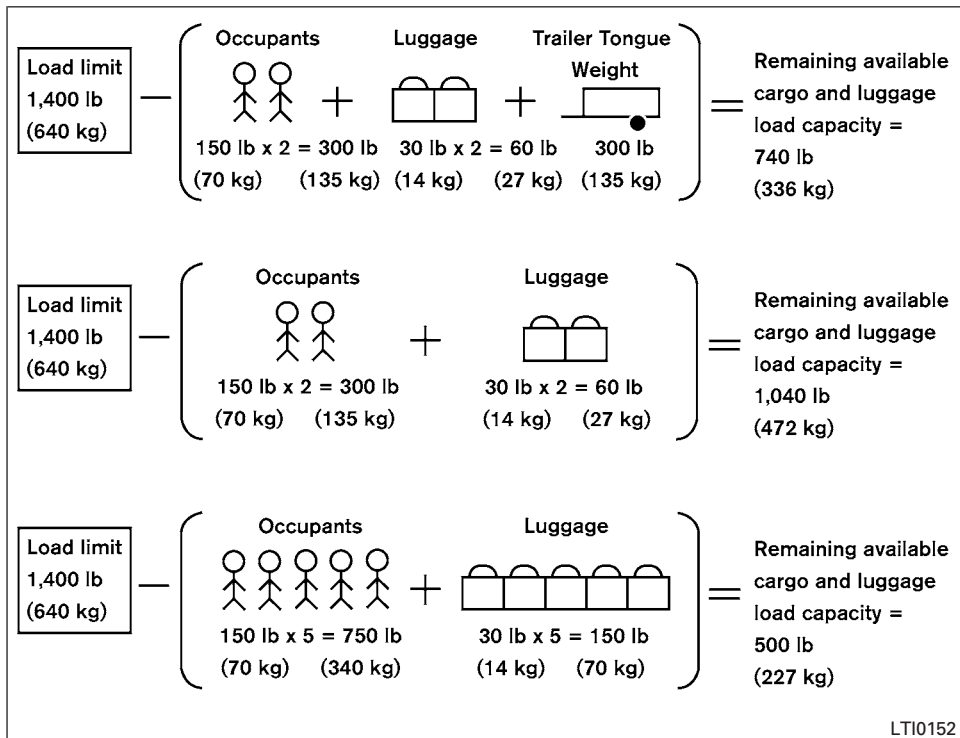 Occupants Luggage Trailer Tongue
Weight
Load limit
1,400 lb
(640 kg)
150 lb x 2 = 300 lb 30 lb x 2 = 60 lb 300 lb
(70 kg) (135 kg) (14 kg) (27 kg) (135 kg)
Remaining available
cargo and luggage
load capacity =
740 lb
(336 kg)
Occupants Luggage
Load limit
1,400 lb
(640 kg)
150 lb x 2 = 300 lb 30 lb x 2 = 60 lb
(70 kg) (135 kg) (14 kg) (27 kg)
Remaining available
cargo and luggage
load capacity =
1,040 lb
(472 kg)
Occupants Luggage
Load limit
1,400 lb
(640 kg)
150 lb x 5 = 750 lb 30 lb x 5 = 150 lb
(70 kg) (340 kg) (14 kg) (70 kg)
Remaining available
cargo and luggage
load capacity =
500 lb
(227 kg)
LTI0152